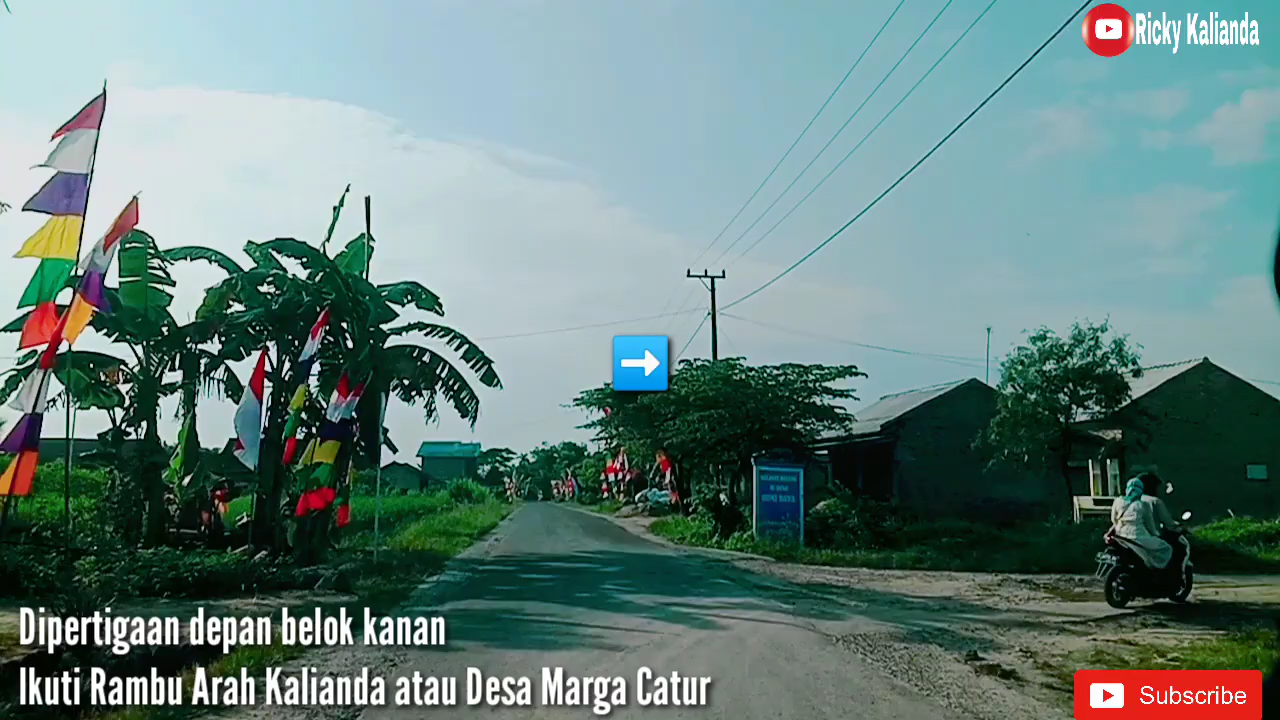 Ricky Kalianda
Dipertigaan depan belok kanan
Ikuti Rambu Arah Kalianda atau Desa Marga Catur
Subscribe